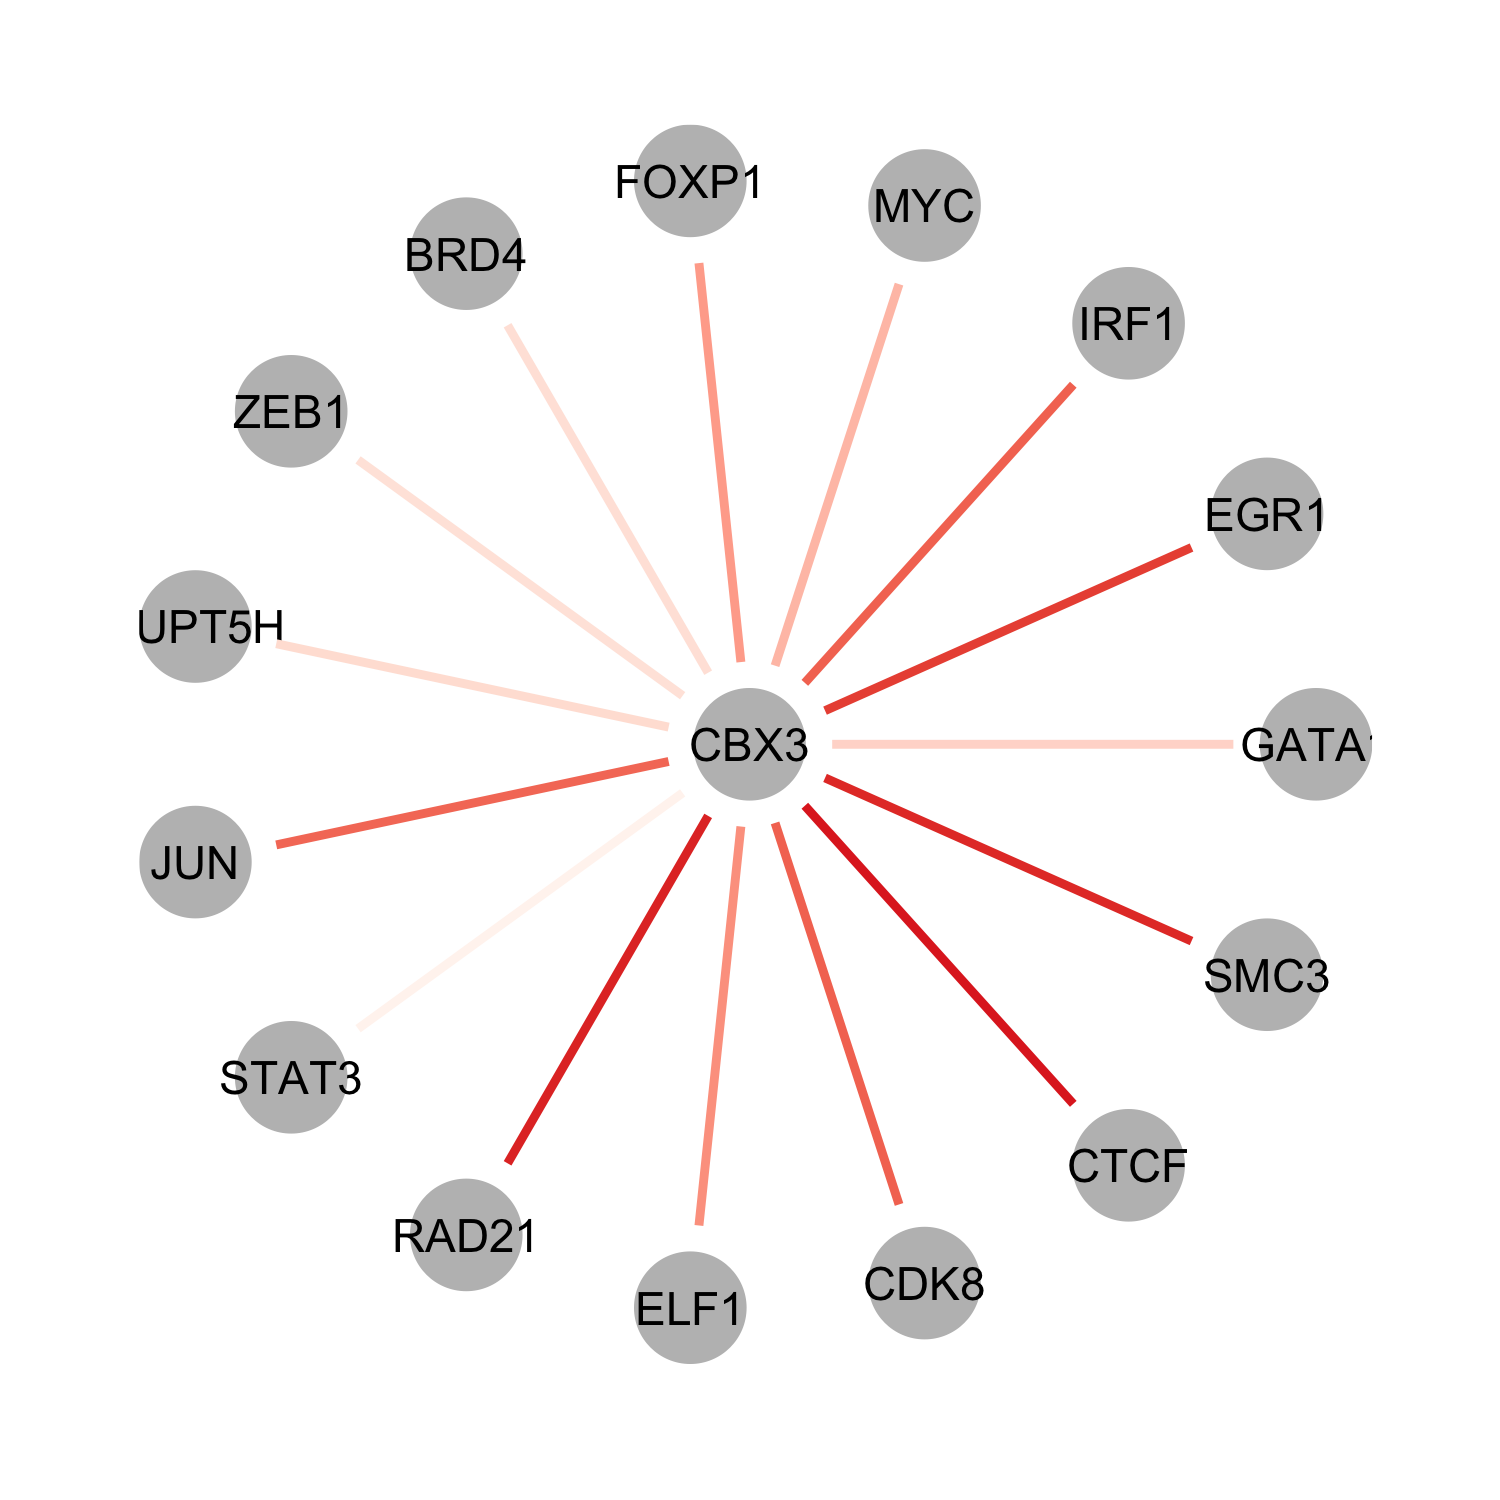 FOXP1
MYC
BRD4
IRF1
ZEB1
EGR1
UPT5H
CBX3
GATA1
JUN
SMC3
STAT3
CTCF
RAD21
CDK8
ELF1